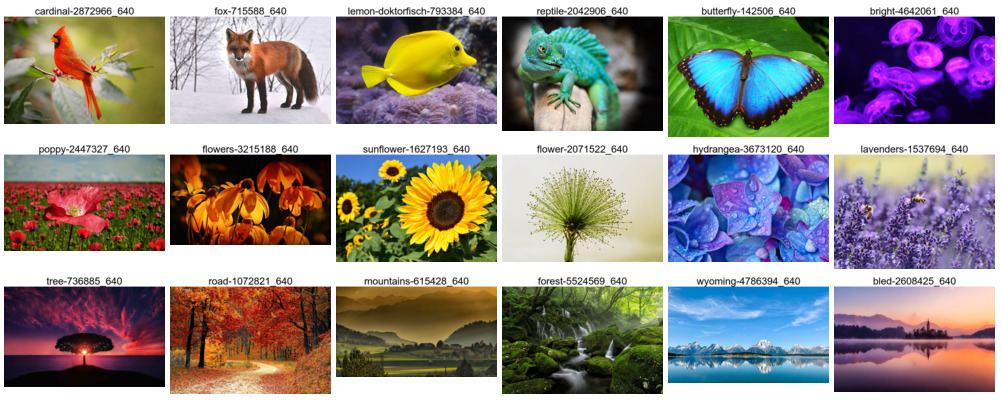 cardinal-2872966_640
fox-715588_640
lemon-doktorfisch-793384_640
reptile-2042906_640
butterfly-142506_640
bright-4642061_640
poppy-2447327_640
flowers-3215188_640
sunflower-1627193_640
flower-2071522_640
hydrangea-3673120_640
lavenders-1537694_640
tree-736885_640
road-1072821_640
mountains-615428_640
forest-5524569_640
wyoming-4786394_640
bled-2608425_640